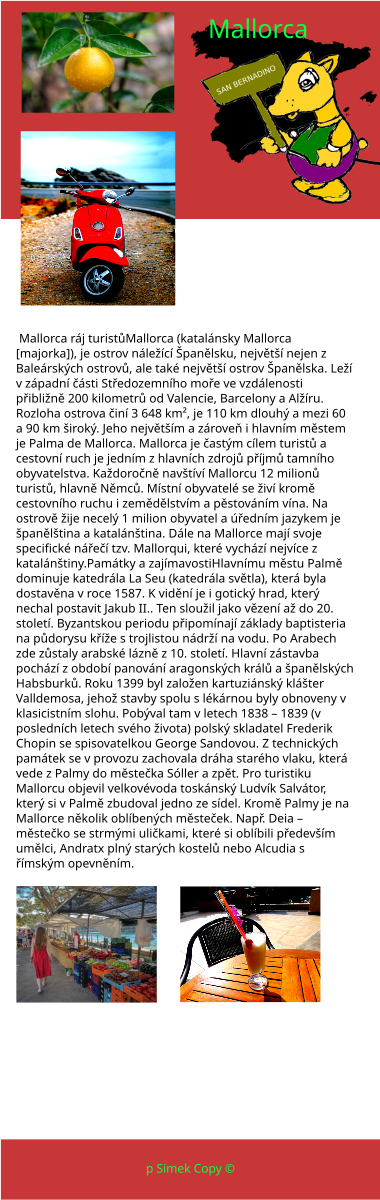 Mallorca
SAN BERNADINO
Mallorca ráj turistůMallorca (katalánsky Mallorca
[majorka]), je ostrov náležící Španělsku, největší nejen z
Baleárských ostrovů, ale také největší ostrov Španělska. Leží
v západní části Středozemního moře ve vzdálenosti
přibližně 200 kilometrů od Valencie, Barcelony a Alžíru.
Rozloha ostrova činí 3 648 km², je 110 km dlouhý a mezi 60
a 90 km široký. Jeho největším a zároveň i hlavním městem
je Palma de Mallorca. Mallorca je častým cílem turistů a
cestovní ruch je jedním z hlavních zdrojů příjmů tamního
obyvatelstva. Každoročně navštíví Mallorcu 12 milionů
turistů, hlavně Němců. Místní obyvatelé se živí kromě
cestovního ruchu i zemědělstvím a pěstováním vína. Na
ostrově žije necelý 1 milion obyvatel a úředním jazykem je
španělština a katalánština. Dále na Mallorce mají svoje
specifické nářečí tzv. Mallorqui, které vychází nejvíce z
katalánštiny.Památky a zajímavostiHlavnímu městu Palmě
dominuje katedrála La Seu (katedrála světla), která byla
dostavěna v roce 1587. K vidění je i gotický hrad, který
nechal postavit Jakub II.. Ten sloužil jako vězení až do 20.
století. Byzantskou periodu připomínají základy baptisteria
na půdorysu kříže s trojlistou nádrží na vodu. Po Arabech
zde zůstaly arabské lázně z 10. století. Hlavní zástavba
pochází z období panování aragonských králů a španělských
Habsburků. Roku 1399 byl založen kartuziánský klášter
Valldemosa, jehož stavby spolu s lékárnou byly obnoveny v
klasicistním slohu. Pobýval tam v letech 1838 – 1839 (v
posledních letech svého života) polský skladatel Frederik
Chopin se spisovatelkou George Sandovou. Z technických
památek se v provozu zachovala dráha starého vlaku, která
vede z Palmy do městečka Sóller a zpět. Pro turistiku
Mallorcu objevil velkovévoda toskánský Ludvík Salvátor,
který si v Palmě zbudoval jedno ze sídel. Kromě Palmy je na
Mallorce několik oblíbených městeček. Např. Deia –
městečko se strmými uličkami, které si oblíbili především
umělci, Andratx plný starých kostelů nebo Alcudia s
římským opevněním.
p Simek Copy ©